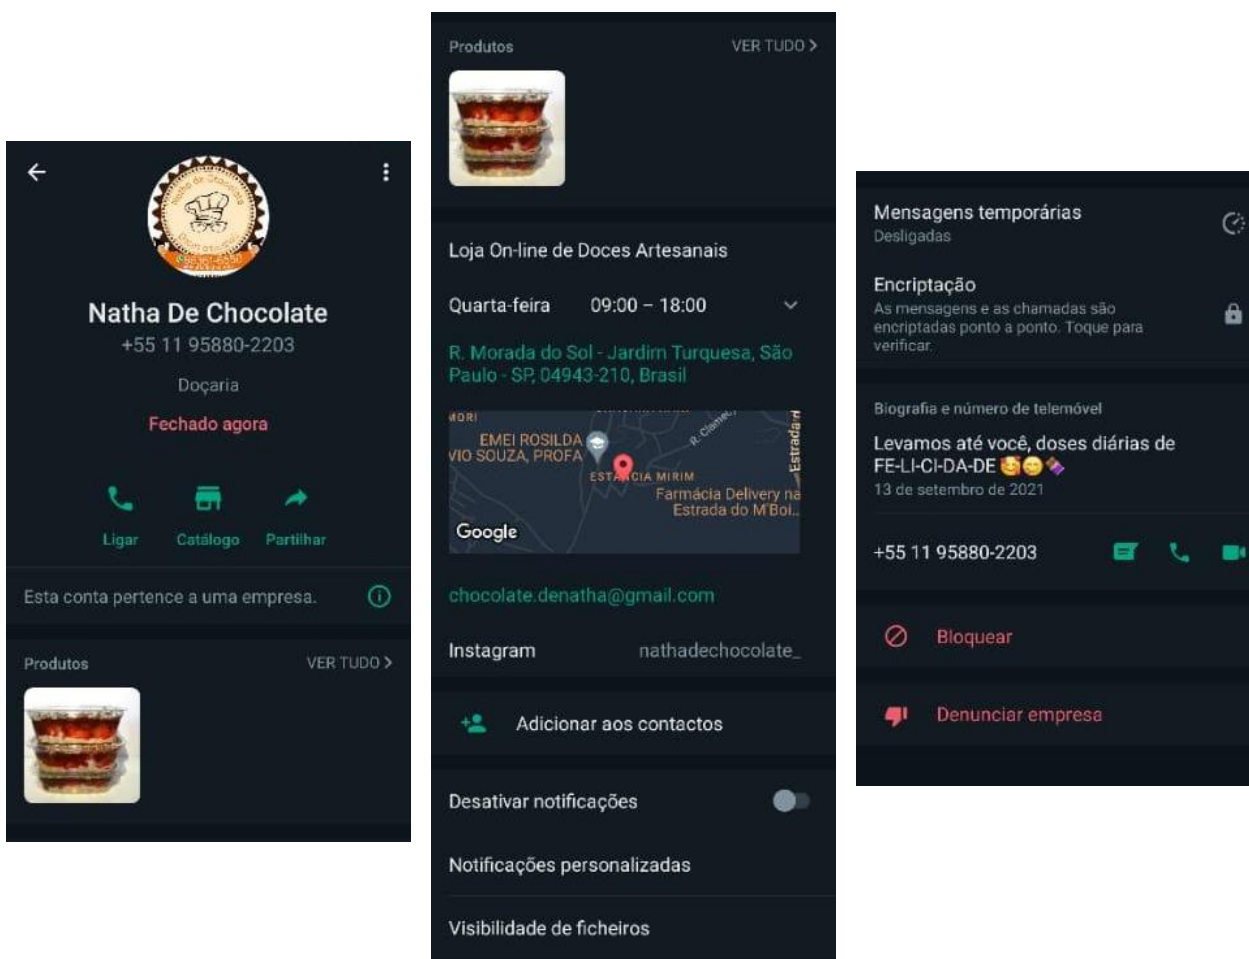 Natha de Chocolate
Natha De Chocolate
+55 11 95880-2203
Doçaria
Fechado agora
Ligar
Catálogo
Partilhar
Esta conta pertence a uma empresa.
Produtos
VER TUDO >
Produtos
VER TUDO >
Loja On-line de Doces Artesanais
Quarta-feira 09:00 – 18:00
R. Morada do Sol - Jardim Turquesa, São
Paulo - SP, 04943-210, Brasil
EMEI ROSILDA
VIO SOUZA, PROFA
ESTÂNCIA MIRIM
Estrada
Farmácia Delivery na
Estrada do M'Boi...
Google
chocolate.denatha@gmail.com
Instagram nathadechocolate_
Adicionar aos contactos
Desativar notificações
Notificações personalizadas
Visibilidade de ficheiros
Mensagens temporárias
Desligadas
Encriptação
As mensagens e as chamadas são
encriptadas ponto a ponto. Toque para
verificar.
Biografia e número de telemóvel
Levamos até você, doses diárias de
FE-LI-CI-DA-DE 🥰😋🍫
13 de setembro de 2021
+55 11 95880-2203
Bloquear
Denunciar empresa